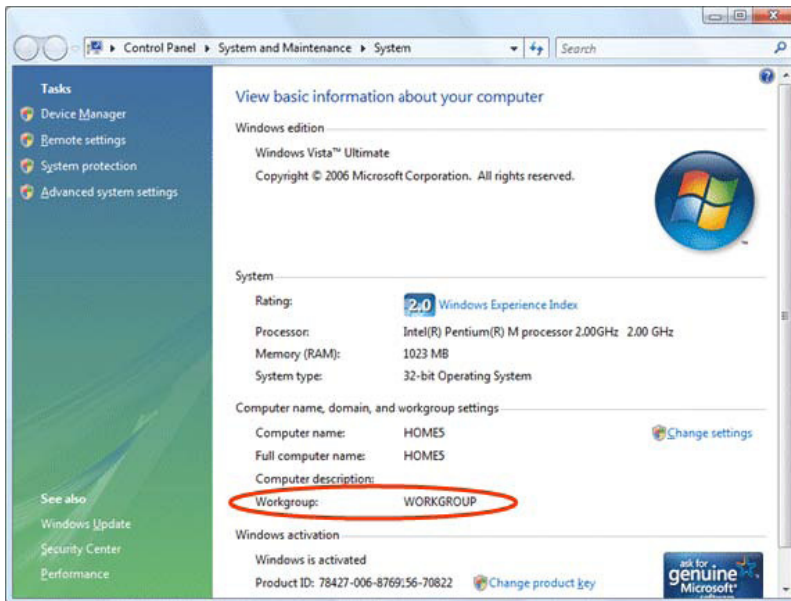 Control Panel ▸ System and Maintenance ▸ System
Search
Tasks
Device Manager
Remote settings
System protection
Advanced system settings
See also
Windows Update
Security Center
Performance
View basic information about your computer
Windows edition
Windows Vista™ Ultimate
Copyright © 2006 Microsoft Corporation. All rights reserved.
System
Rating: 2.0 Windows Experience Index
Processor: Intel(R) Pentium(R) M processor 2.00GHz 2.00 GHz
Memory (RAM): 1023 MB
System type: 32-bit Operating System
Computer name, domain, and workgroup settings
Computer name: HOME5 Change settings
Full computer name: HOME5
Computer description:
Workgroup: WORKGROUP
Windows activation
Windows is activated
Product ID: 78427-006-8769156-70822 Change product key
ask for
genuine
Microsoft
software